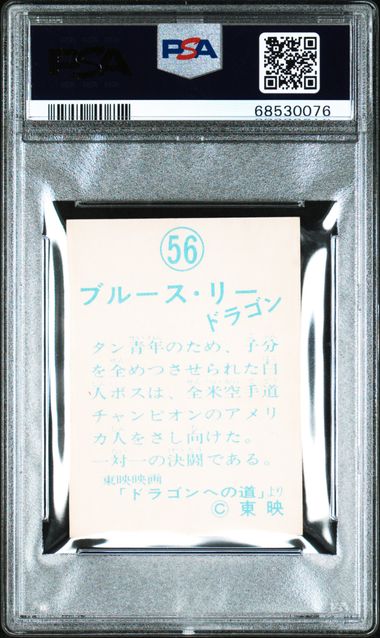 PSA
PSA
68530076
56
ブルース・リー
ドラゴン
タン青年のため、子分
を全めつさせられた白
人ボスは、全米空手道
チャンピオンのアメリ
カ人をさし向けた。
一対一の決闘である。
東映映画
「ドラゴンへの道」より
© 東映